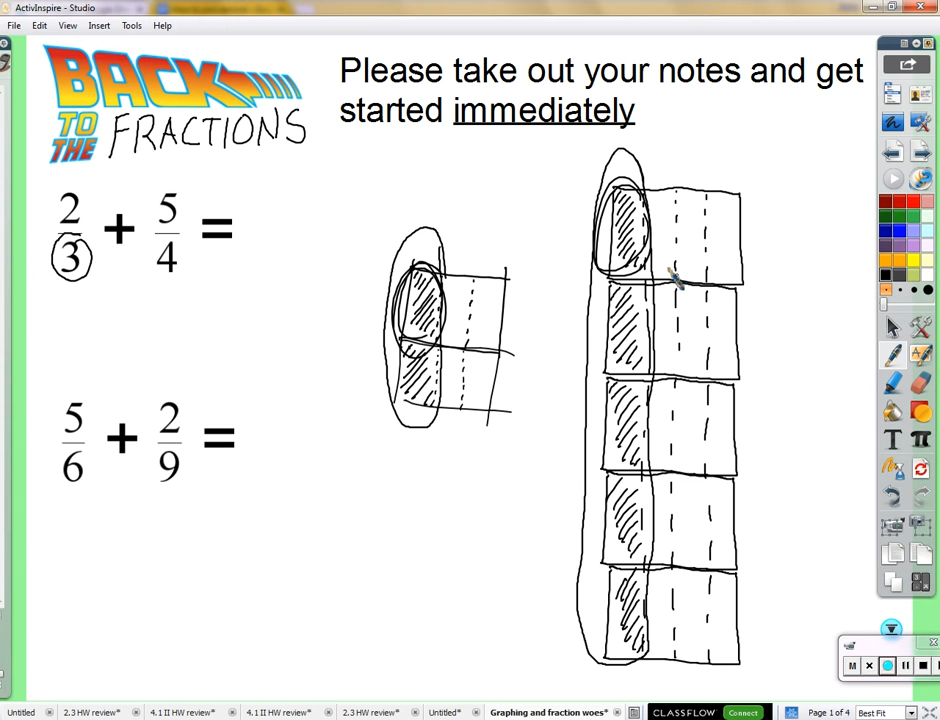 ActivInspire - Studio
File Edit View Insert Tools Help
BACK
TO
THE
FRACTIONS
Please take out your notes and get
started immediately
2/3 + 5/4 =
5/6 + 2/9 =
M
Untitled 2.3 HW review* 4.1 II HW review* 4.1 II HW review* 2.3 HW review* Untitled* Graphing and fraction woes* CLASSFLOW Connect Page 1 of 4 Best Fit